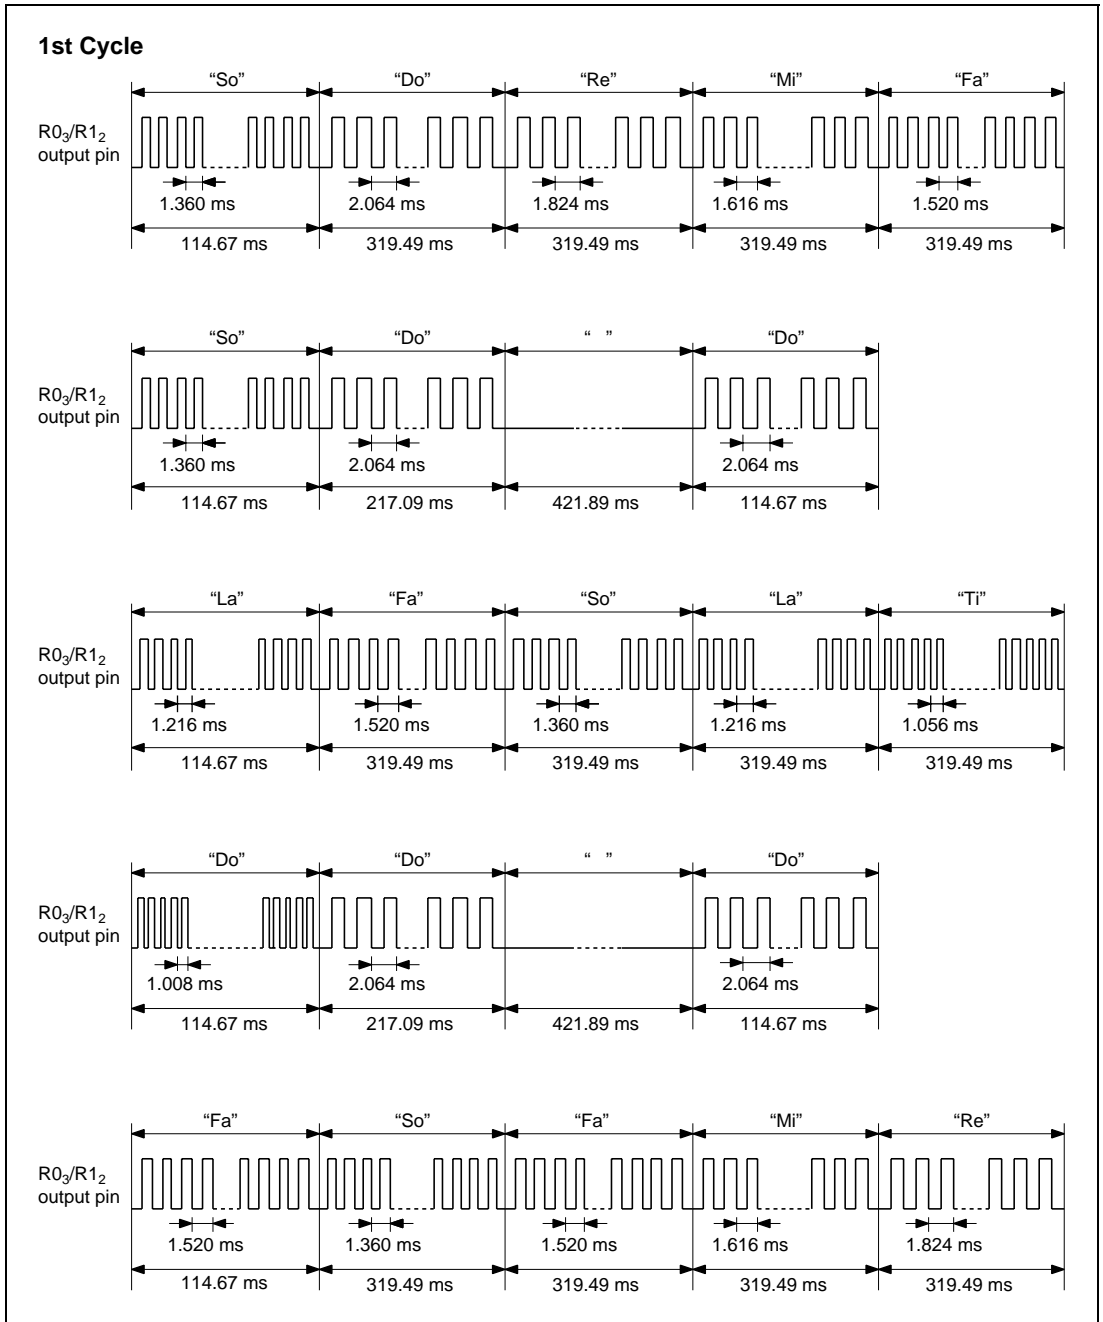 1st Cycle
“So” “Do” “Re” “Mi” “Fa”
R0₃/R1₂
output pin
1.360 ms 2.064 ms 1.824 ms 1.616 ms 1.520 ms
114.67 ms 319.49 ms 319.49 ms 319.49 ms 319.49 ms
“So” “Do” “ ” “Do”
R0₃/R1₂
output pin
1.360 ms 2.064 ms 2.064 ms
114.67 ms 217.09 ms 421.89 ms 114.67 ms
“La” “Fa” “So” “La” “Ti”
R0₃/R1₂
output pin
1.216 ms 1.520 ms 1.360 ms 1.216 ms 1.056 ms
114.67 ms 319.49 ms 319.49 ms 319.49 ms 319.49 ms
“Do” “Do” “ ” “Do”
R0₃/R1₂
output pin
1.008 ms 2.064 ms 2.064 ms
114.67 ms 217.09 ms 421.89 ms 114.67 ms
“Fa” “So” “Fa” “Mi” “Re”
R0₃/R1₂
output pin
1.520 ms 1.360 ms 1.520 ms 1.616 ms 1.824 ms
114.67 ms 319.49 ms 319.49 ms 319.49 ms 319.49 ms